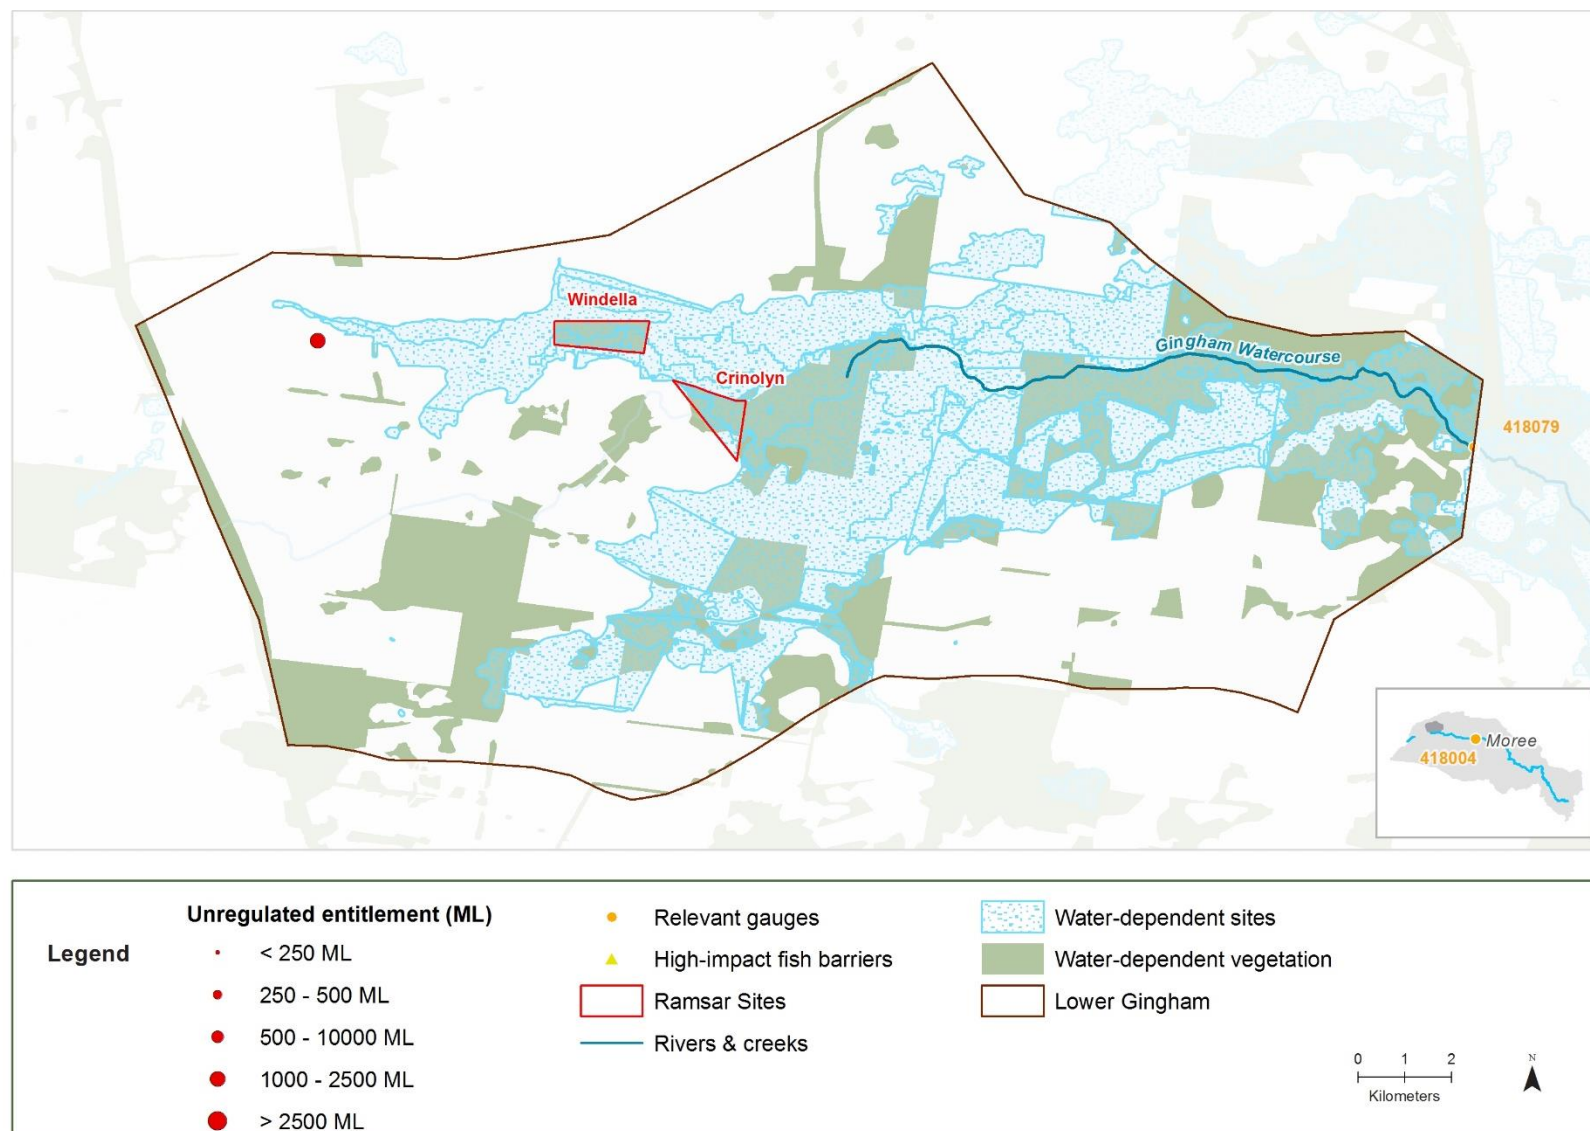 Windella
Crinolyn
Gingham Watercourse
418079
Moree
418004
Legend
Unregulated entitlement (ML)
< 250 ML
250 - 500 ML
500 - 10000 ML
1000 - 2500 ML
> 2500 ML
Relevant gauges
High-impact fish barriers
Ramsar Sites
Rivers & creeks
Water-dependent sites
Water-dependent vegetation
Lower Gingham
0 1 2
Kilometers
N